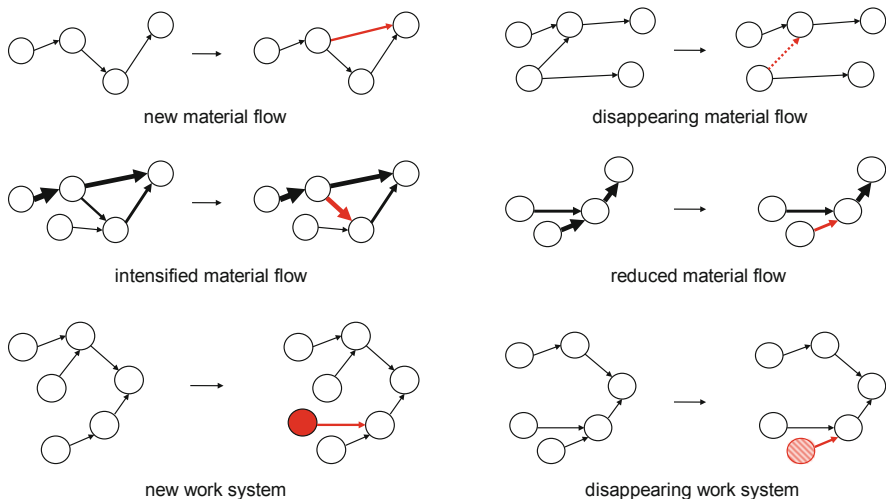 new material flow
disappearing material flow
intensified material flow
reduced material flow
new work system
disappearing work system